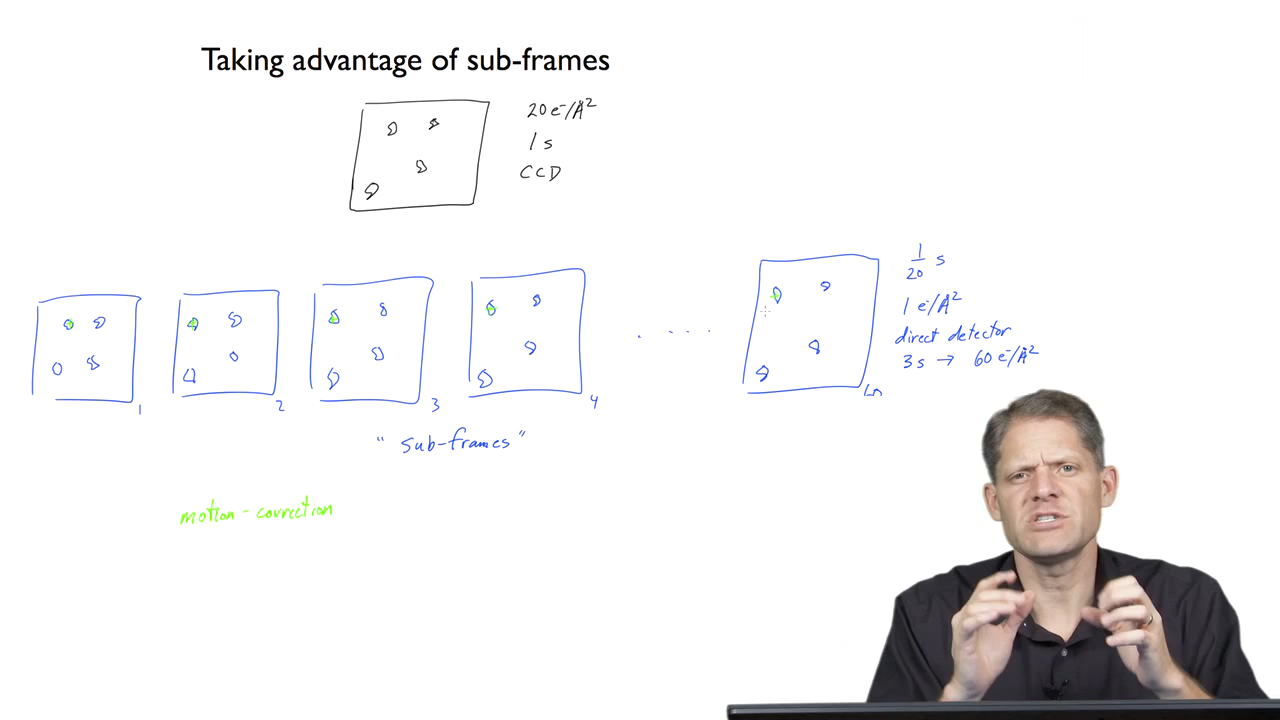 Taking advantage of sub-frames
20 e⁻/Å²
1 s
CCD
1/20 s
1 e⁻/Å²
direct detector
3 s → 60 e⁻/Å²
1
2
3
4
"sub-frames"
motion-correction